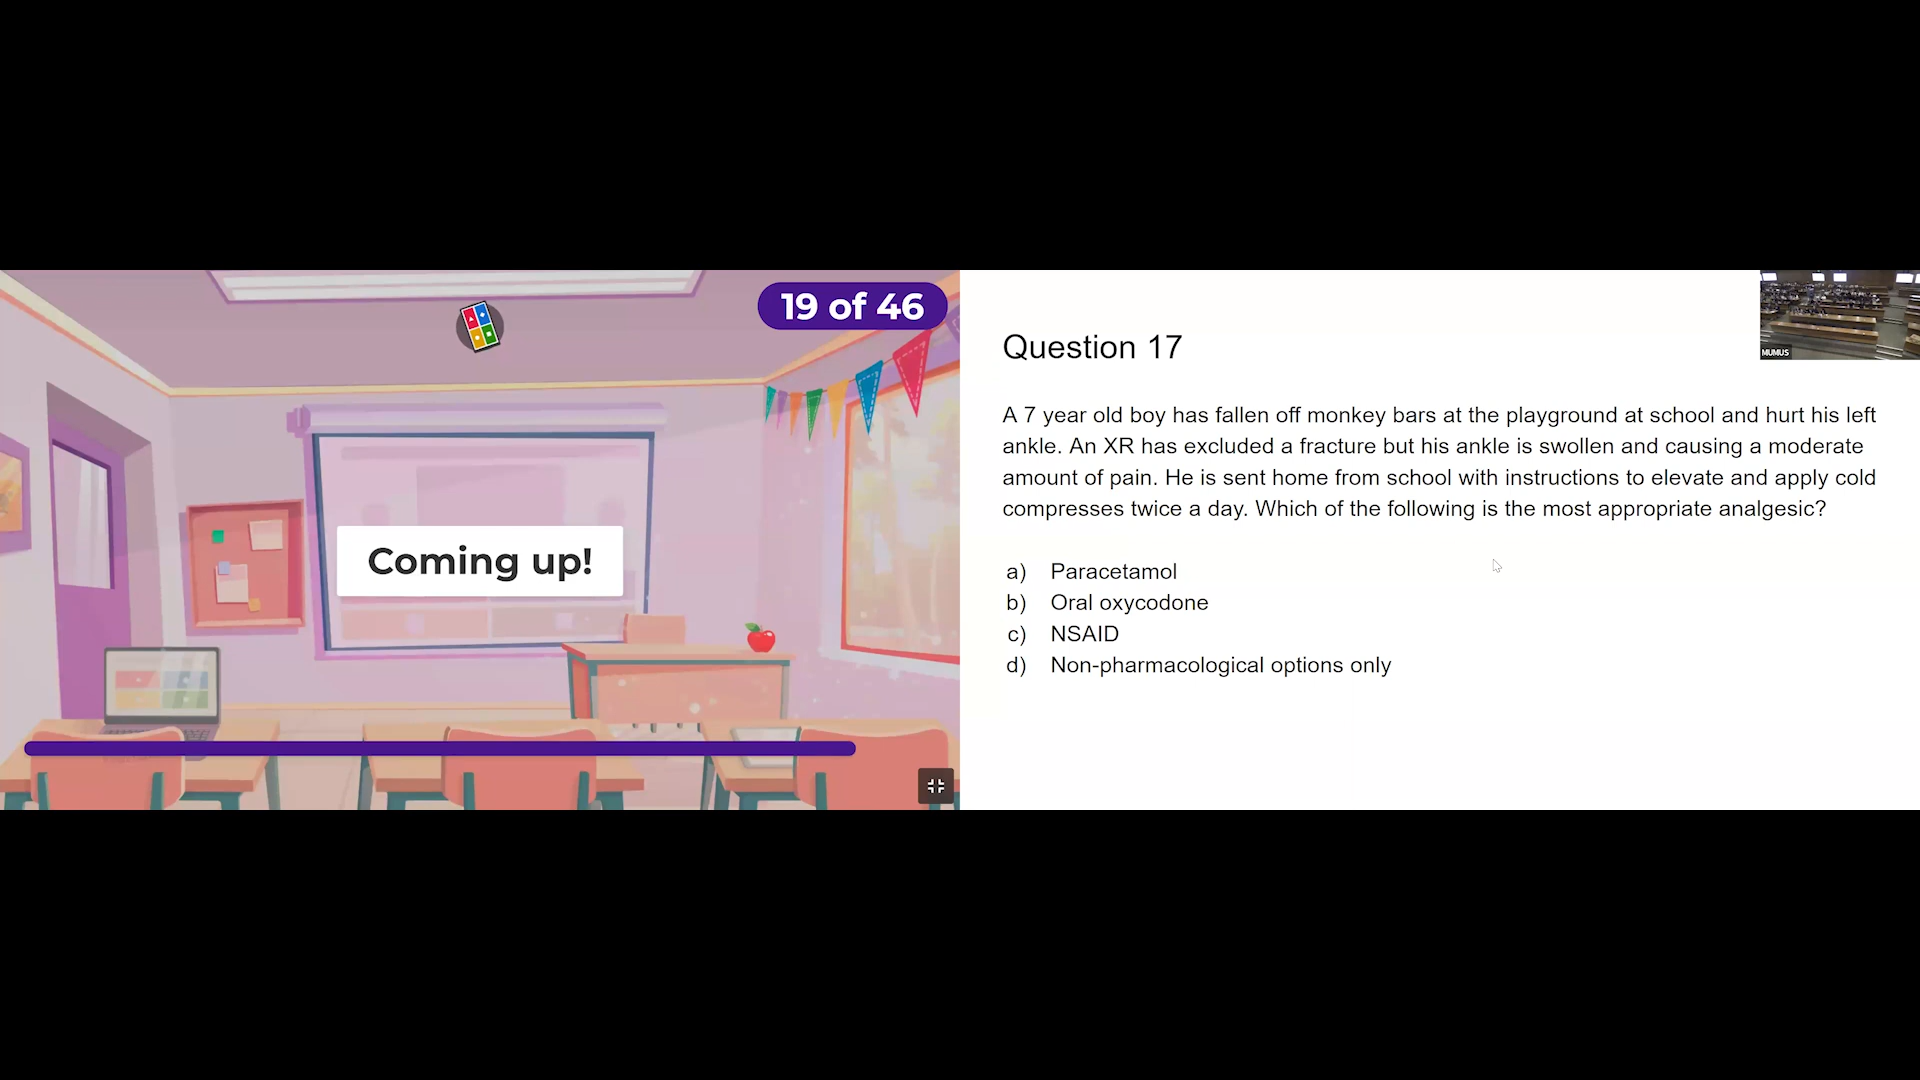 19 of 46
Coming up!
MUMUS
Question 17
A 7 year old boy has fallen off monkey bars at the playground at school and hurt his left
ankle. An XR has excluded a fracture but his ankle is swollen and causing a moderate
amount of pain. He is sent home from school with instructions to elevate and apply cold
compresses twice a day. Which of the following is the most appropriate analgesic?
a) Paracetamol
b) Oral oxycodone
c) NSAID
d) Non-pharmacological options only